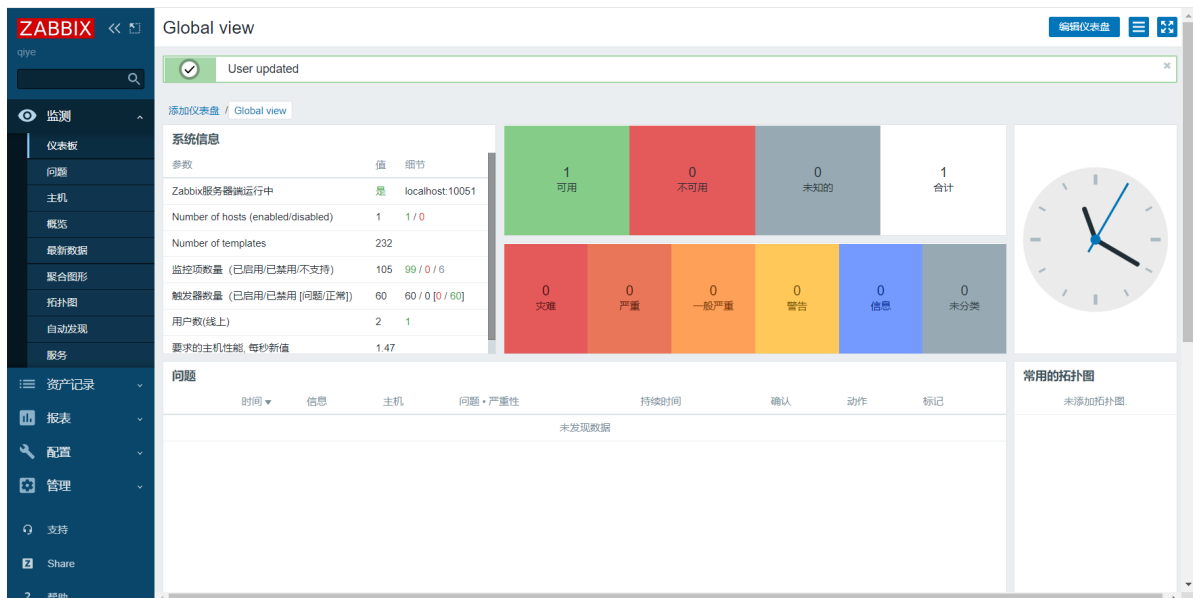 ZABBIX
qiye
监测
仪表板
问题
主机
概览
最新数据
聚合图形
拓扑图
自动发现
服务
资产记录
报表
配置
管理
支持
Z Share
? 帮助
Global view
编辑仪表盘
User updated
添加仪表盘 / Global view
系统信息
参数 值 细节
Zabbix服务器端运行中 是 localhost:10051
Number of hosts (enabled/disabled) 1 1 / 0
Number of templates 232
监控项数量 (已启用/已禁用/不支持) 105 99 / 0 / 6
触发器数量 (已启用/已禁用 [问题/正常]) 60 60 / 0 [0 / 60]
用户数(线上) 2 1
要求的主机性能, 每秒新值 1.47
1 0 0 1
可用 不可用 未知的 合计
0 0 0 0 0 0
灾难 严重 一般严重 警告 信息 未分类
问题
时间 信息 主机 问题 • 严重性 持续时间 确认 动作 标记
未发现数据
常用的拓扑图
未添加拓扑图.